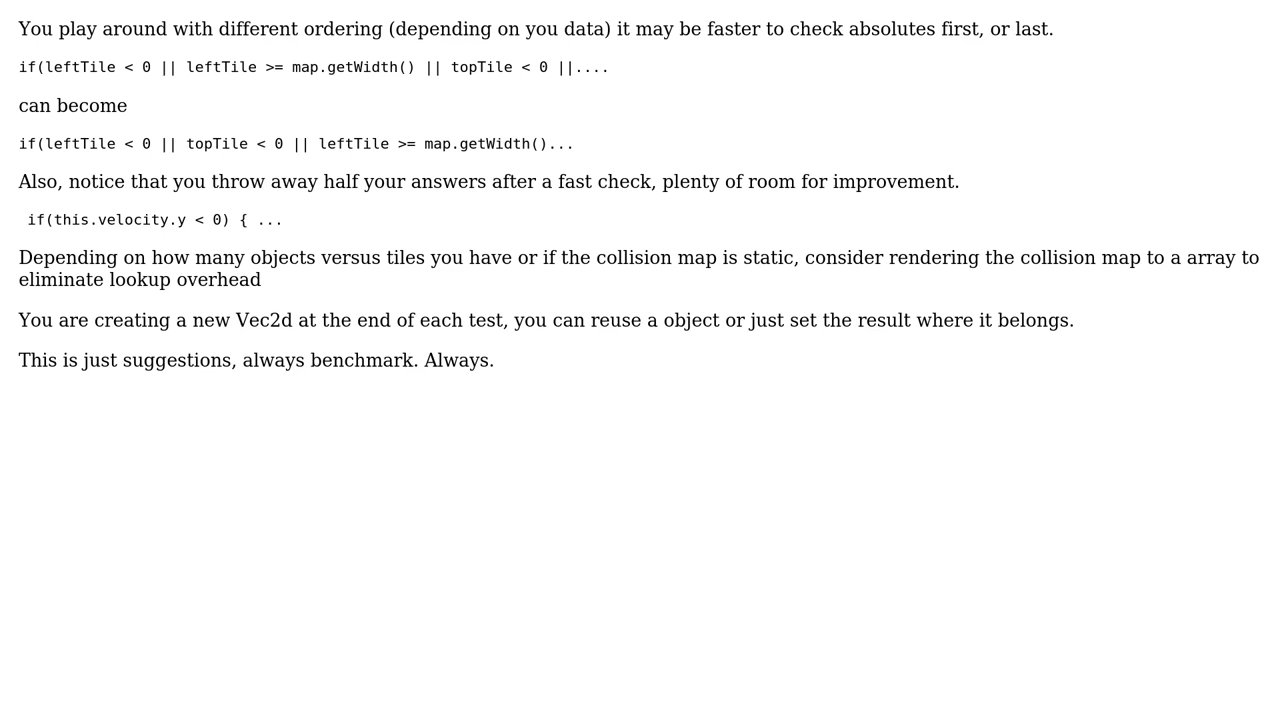 You play around with different ordering (depending on you data) it may be faster to check absolutes first, or last.
if(leftTile < 0 || leftTile >= map.getWidth() || topTile < 0 ||....
can become
if(leftTile < 0 || topTile < 0 || leftTile >= map.getWidth()...
Also, notice that you throw away half your answers after a fast check, plenty of room for improvement.
if(this.velocity.y < 0) { ...
Depending on how many objects versus tiles you have or if the collision map is static, consider rendering the collision map to a array to
eliminate lookup overhead
You are creating a new Vec2d at the end of each test, you can reuse a object or just set the result where it belongs.
This is just suggestions, always benchmark. Always.